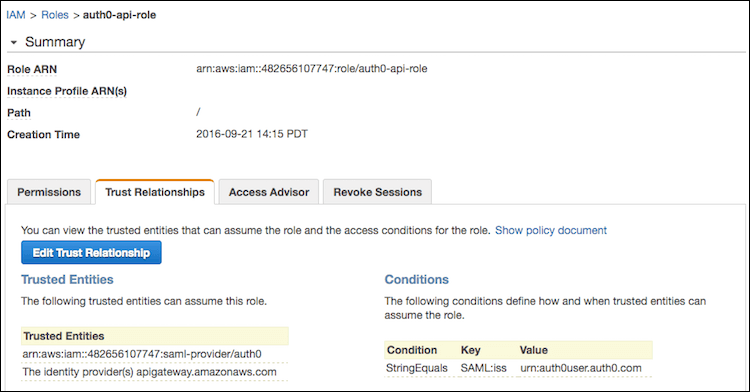 IAM > Roles > auth0-api-role
Summary
Role ARN arn:aws:iam::482656107747:role/auth0-api-role
Instance Profile ARN(s)
Path /
Creation Time 2016-09-21 14:15 PDT
Permissions Trust Relationships Access Advisor Revoke Sessions
You can view the trusted entities that can assume the role and the access conditions for the role. Show policy document
Edit Trust Relationship
Trusted Entities
The following trusted entities can assume this role.
Trusted Entities
arn:aws:iam::482656107747:saml-provider/auth0
The identity provider(s) apigateway.amazonaws.com
Conditions
The following conditions define how and when trusted entities can
assume the role.
Condition Key Value
StringEquals SAML:iss urn:auth0user.auth0.com